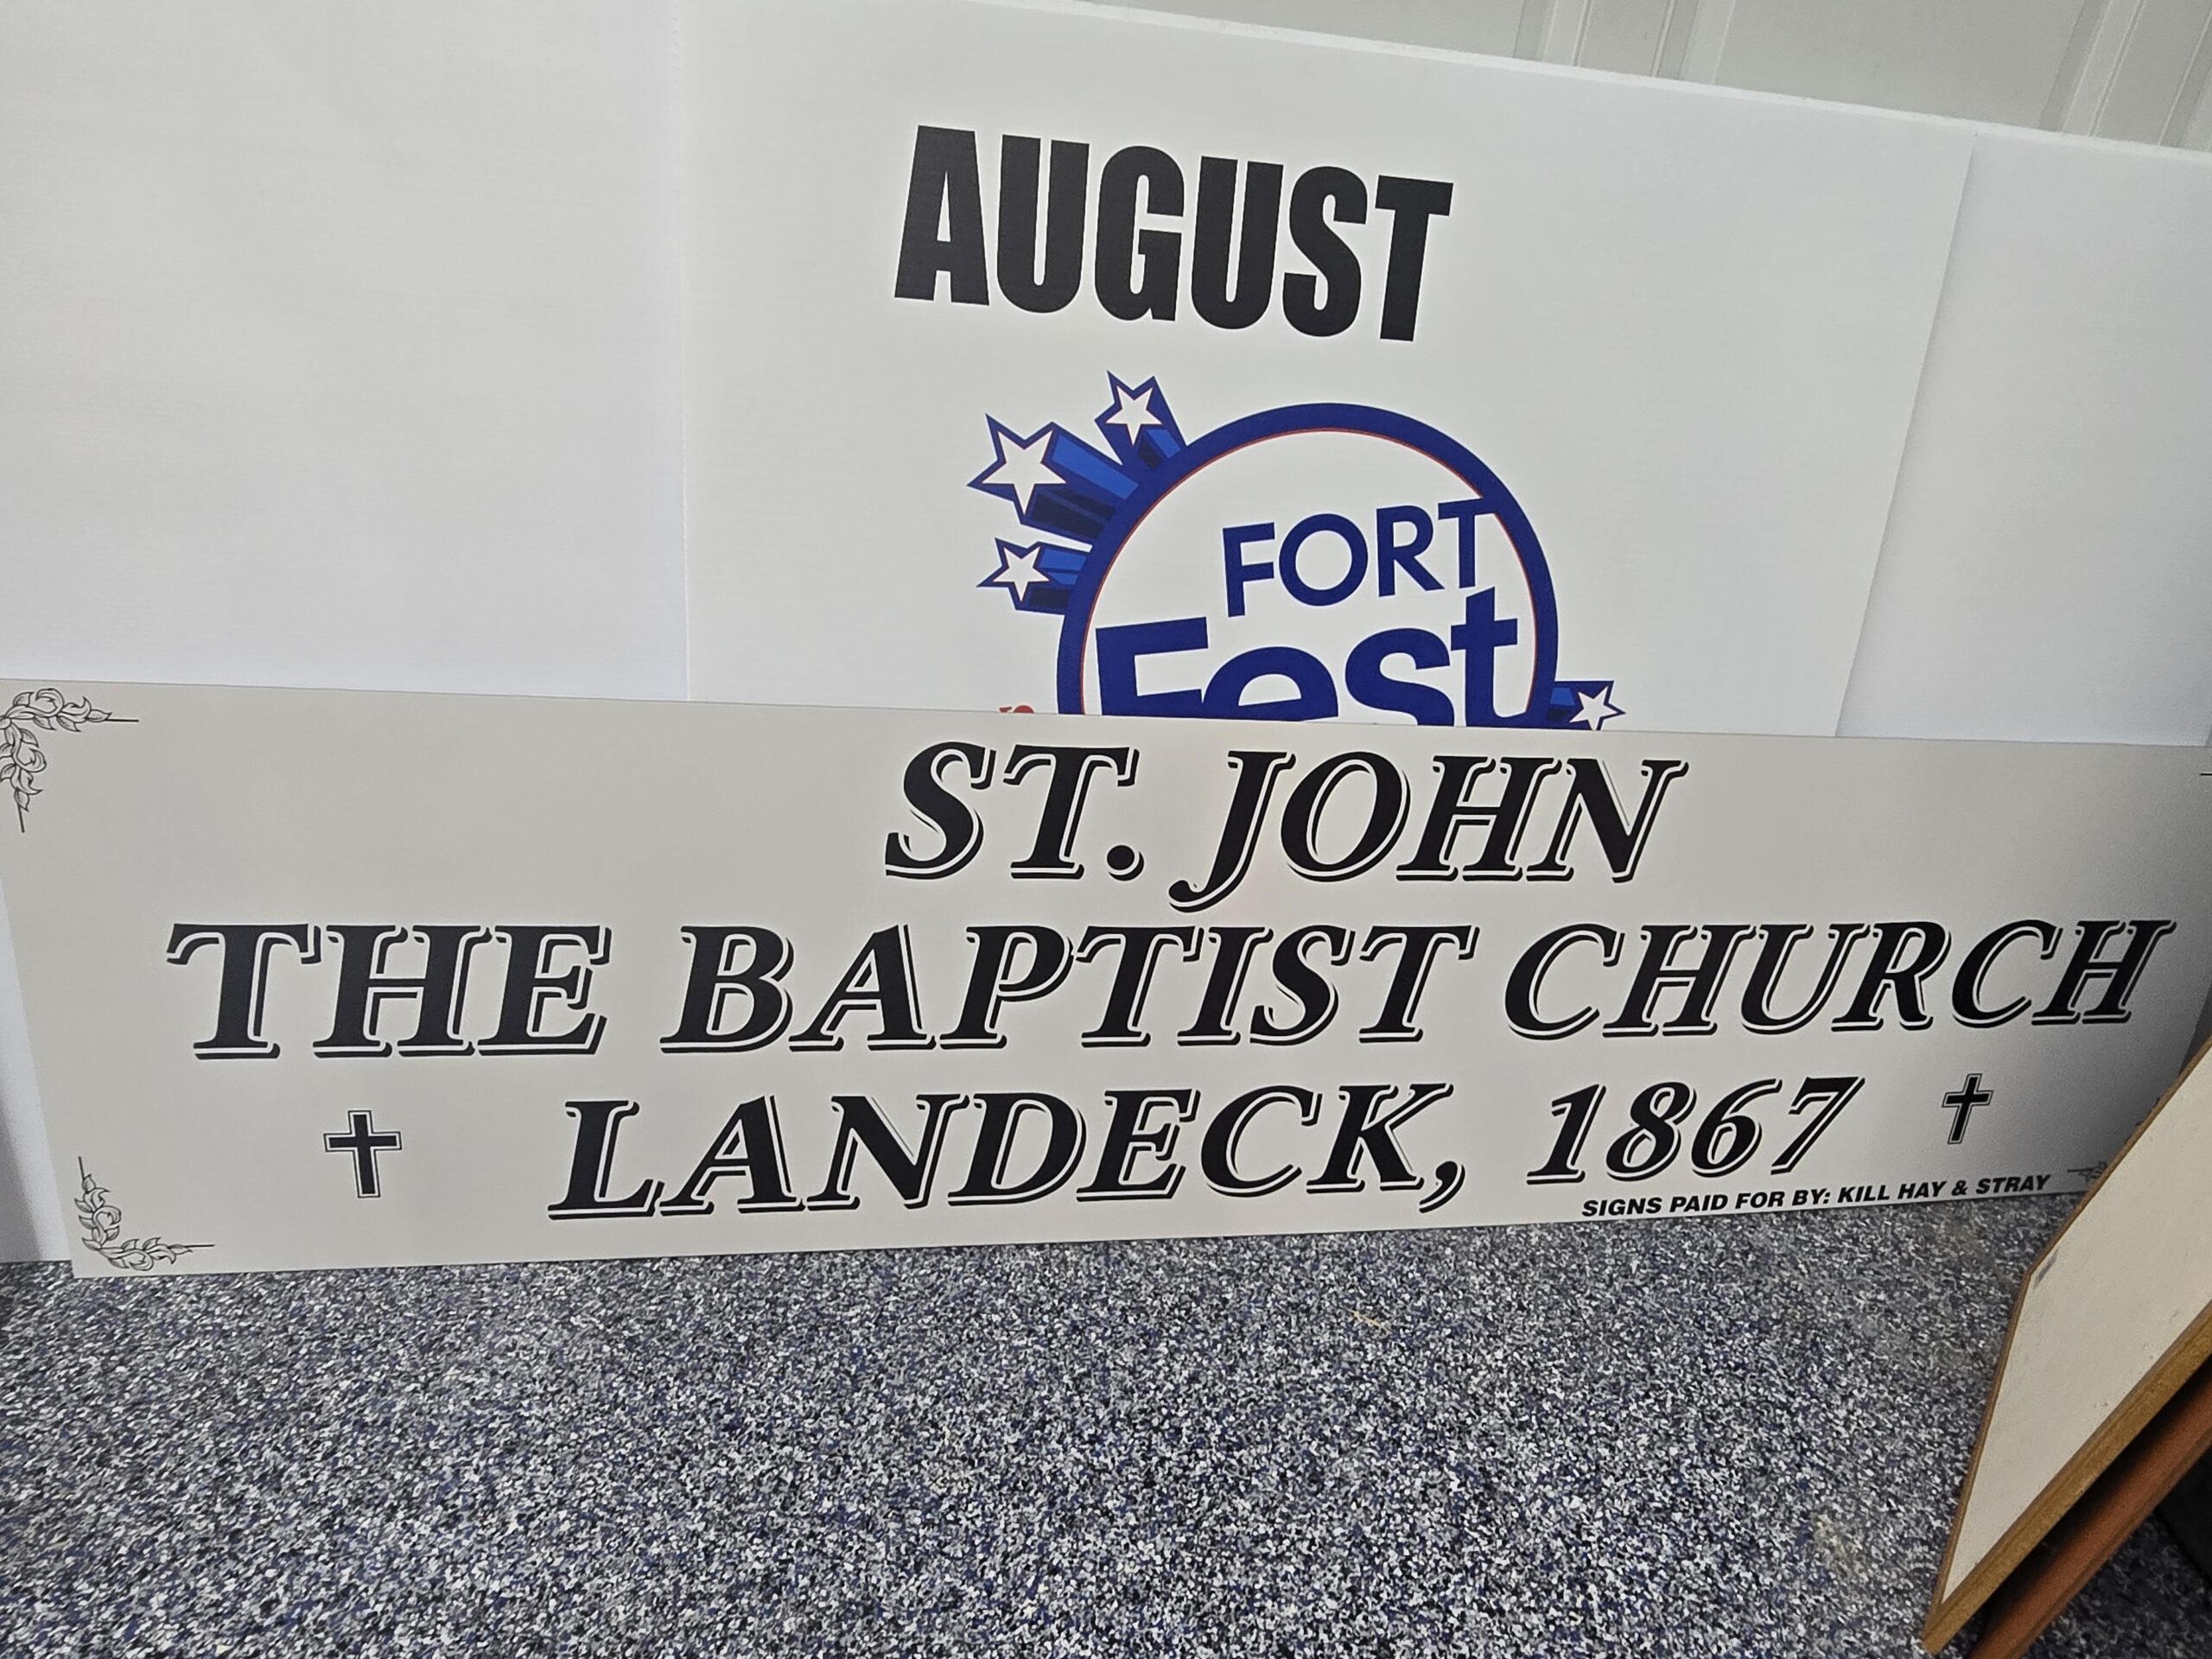 AUGUST
FORT
Fest
ST. JOHN
THE BAPTIST CHURCH
LANDECK, 1867
SIGNS PAID FOR BY: KILL HAY & STRAY